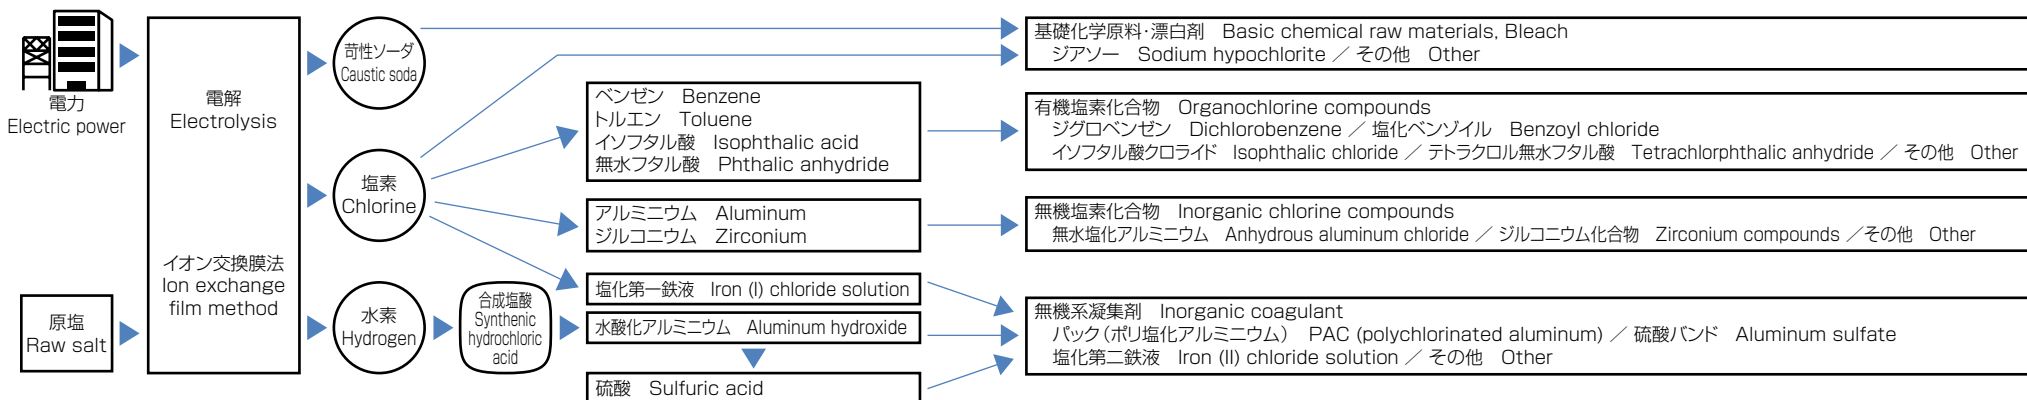 電力
Electric power
原塩
Raw salt
電解
Electrolysis
イオン交換膜法
Ion exchange
film method
苛性ソーダ
Caustic soda
塩素
Chlorine
水素
Hydrogen
合成塩酸
Synthenic
hydrochloric
acid
ベンゼン Benzene
トルエン Toluene
イソフタル酸 Isophthalic acid
無水フタル酸 Phthalic anhydride
アルミニウム Aluminum
ジルコニウム Zirconium
塩化第一鉄液 Iron (I) chloride solution
水酸化アルミニウム Aluminum hydroxide
硫酸 Sulfuric acid
基礎化学原料・漂白剤 Basic chemical raw materials, Bleach
ジアソー Sodium hypochlorite ／ その他 Other
有機塩素化合物 Organochlorine compounds
ジグロベンゼン Dichlorobenzene ／ 塩化ベンゾイル Benzoyl chloride
イソフタル酸クロライド Isophthalic chloride ／ テトラクロル無水フタル酸 Tetrachlorphthalic anhydride ／ その他 Other
無機塩素化合物 Inorganic chlorine compounds
無水塩化アルミニウム Anhydrous aluminum chloride ／ ジルコニウム化合物 Zirconium compounds ／その他 Other
無機系凝集剤 Inorganic coagulant
パック（ポリ塩化アルミニウム） PAC (polychlorinated aluminum) ／ 硫酸バンド Aluminum sulfate
塩化第二鉄液 Iron (II) chloride solution ／ その他 Other